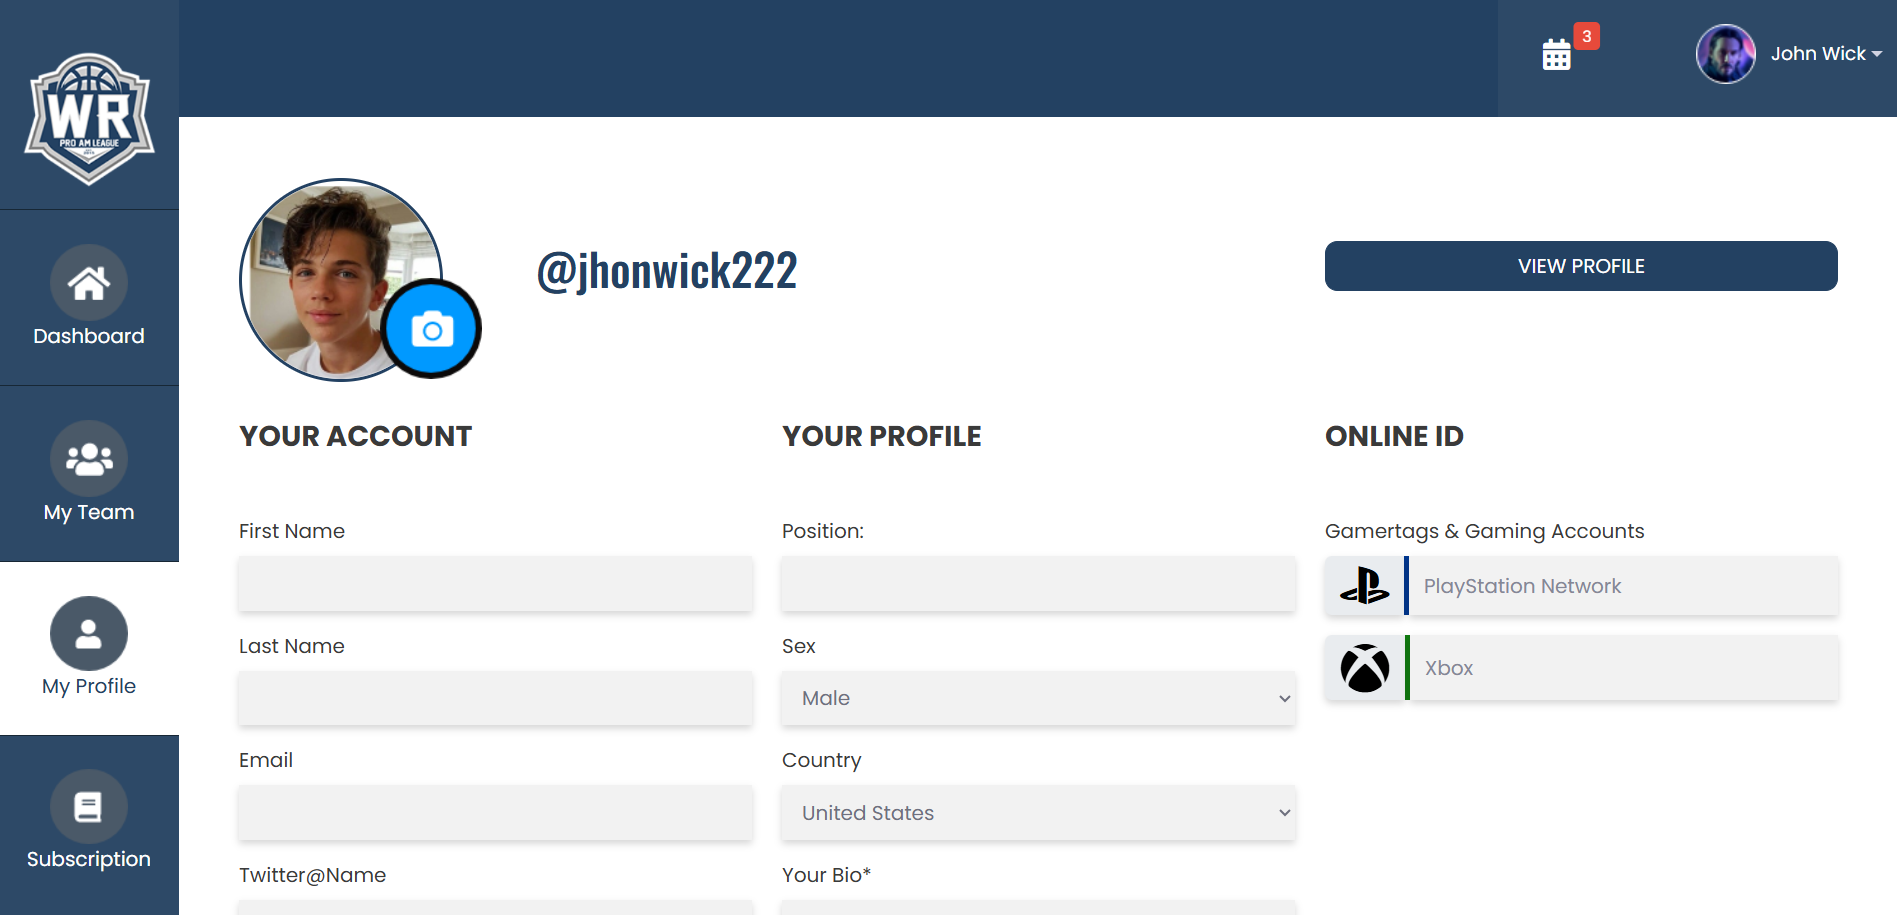 WR
PRO AM LEAGUE
3
John Wick
Dashboard
My Team
My Profile
Subscription
@jhonwick222
VIEW PROFILE
YOUR ACCOUNT
First Name
Last Name
Email
Twitter@Name
YOUR PROFILE
Position:
Sex
Male
Country
United States
Your Bio*
ONLINE ID
Gamertags & Gaming Accounts
PlayStation Network
Xbox